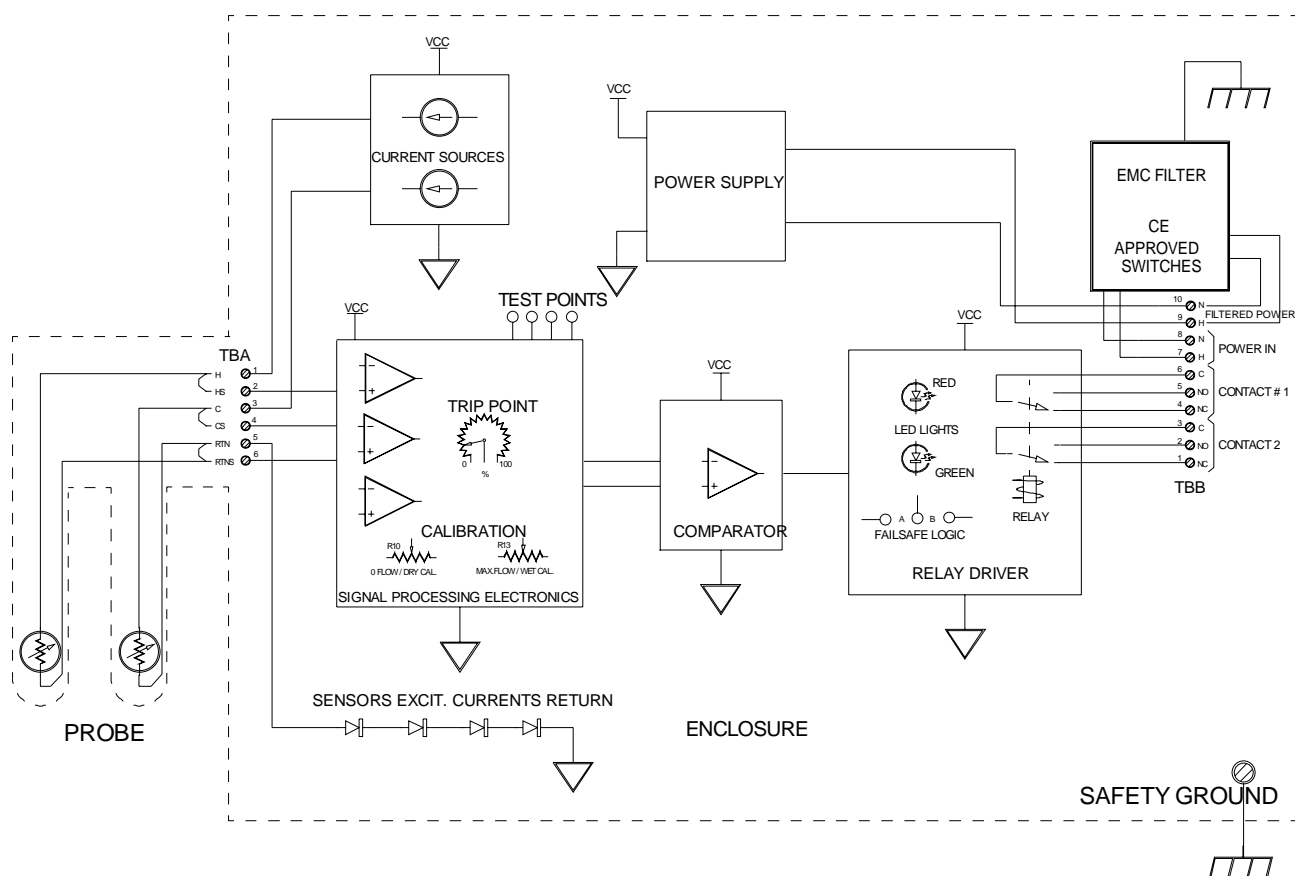 VCC
CURRENT SOURCES
VCC
POWER SUPPLY
EMC FILTER
CE
APPROVED
SWITCHES
TEST POINTS
VCC
TBA
H 1
HS 2
C 3
CS 4
RTN 5
RTNS 6
TRIP POINT
0 100
%
CALIBRATION
R10
0 FLOW / DRY CAL.
R13
MAX.FLOW / WET CAL.
SIGNAL PROCESSING ELECTRONICS
VCC
COMPARATOR
VCC
RED
LED LIGHTS
GREEN
A B
FAILSAFE LOGIC
RELAY
RELAY DRIVER
10 N
FILTERED POWER
9 H
8 N
POWER IN
7 H
6 C
5 NO
CONTACT # 1
4 NC
3 C
2 NO
CONTACT 2
1 NC
TBB
SENSORS EXCIT. CURRENTS RETURN
PROBE
ENCLOSURE
SAFETY GROUND